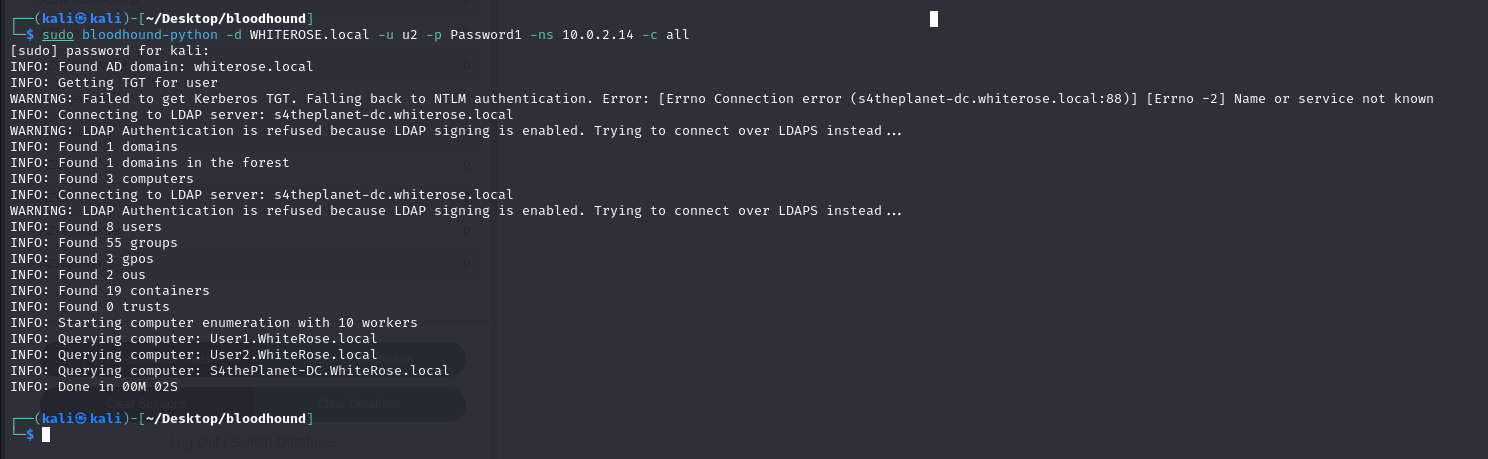 ┌──(kali㉿kali)-[~/Desktop/bloodhound]
└─$ sudo bloodhound-python -d WHITEROSE.local -u u2 -p Password1 -ns 10.0.2.14 -c all
[sudo] password for kali:
INFO: Found AD domain: whiterose.local
INFO: Getting TGT for user
WARNING: Failed to get Kerberos TGT. Falling back to NTLM authentication. Error: [Errno Connection error (s4theplanet-dc.whiterose.local:88)] [Errno -2] Name or service not known
INFO: Connecting to LDAP server: s4theplanet-dc.whiterose.local
WARNING: LDAP Authentication is refused because LDAP signing is enabled. Trying to connect over LDAPS instead...
INFO: Found 1 domains
INFO: Found 1 domains in the forest
INFO: Found 3 computers
INFO: Connecting to LDAP server: s4theplanet-dc.whiterose.local
WARNING: LDAP Authentication is refused because LDAP signing is enabled. Trying to connect over LDAPS instead...
INFO: Found 8 users
INFO: Found 55 groups
INFO: Found 3 gpos
INFO: Found 2 ous
INFO: Found 19 containers
INFO: Found 0 trusts
INFO: Starting computer enumeration with 10 workers
INFO: Querying computer: User1.WhiteRose.local
INFO: Querying computer: User2.WhiteRose.local
INFO: Querying computer: S4thePlanet-DC.WhiteRose.local
INFO: Done in 00M 02S
Clear Sessions Clear Database
┌──(kali㉿kali)-[~/Desktop/bloodhound]
└─$
Log Out / Switch Database